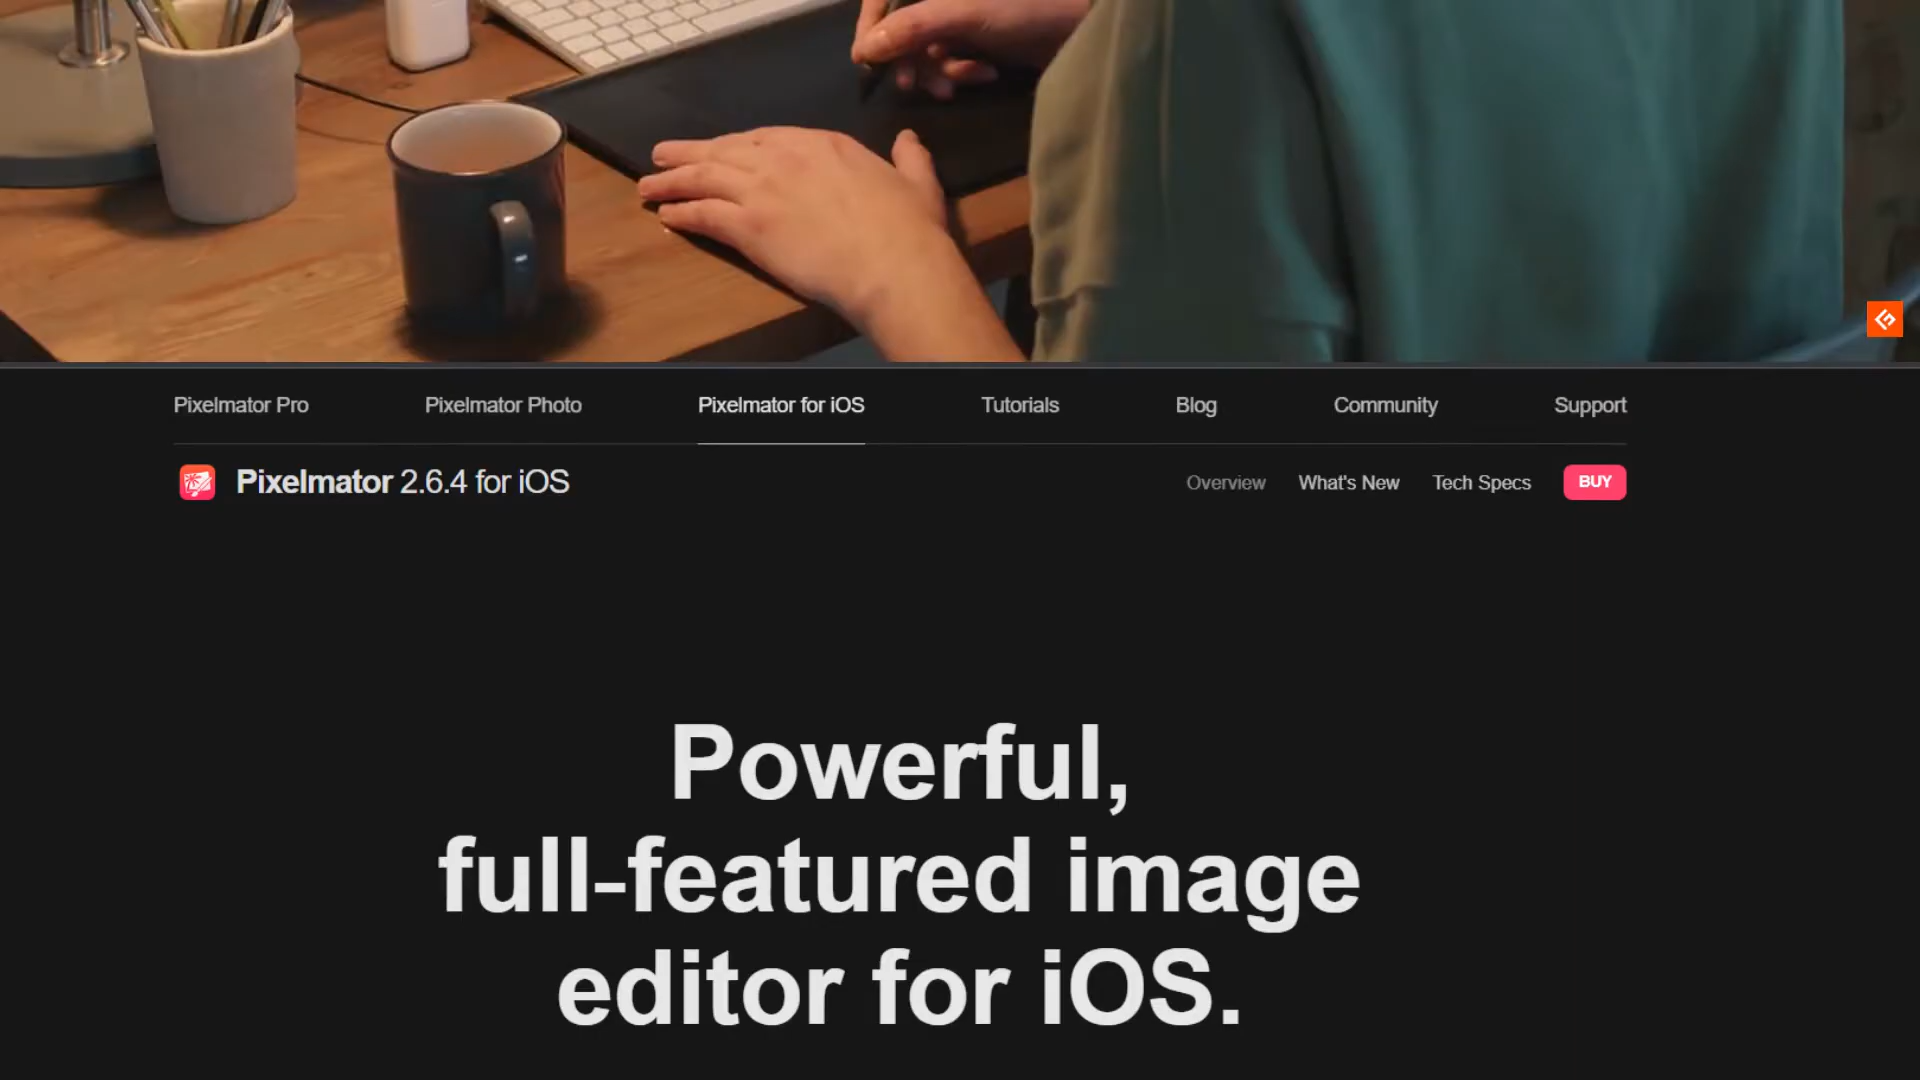 Pixelmator Pro Pixelmator Photo Pixelmator for iOS Tutorials Blog Community Support
Pixelmator 2.6.4 for iOS Overview What's New Tech Specs BUY
Powerful,
full-featured image
editor for iOS.